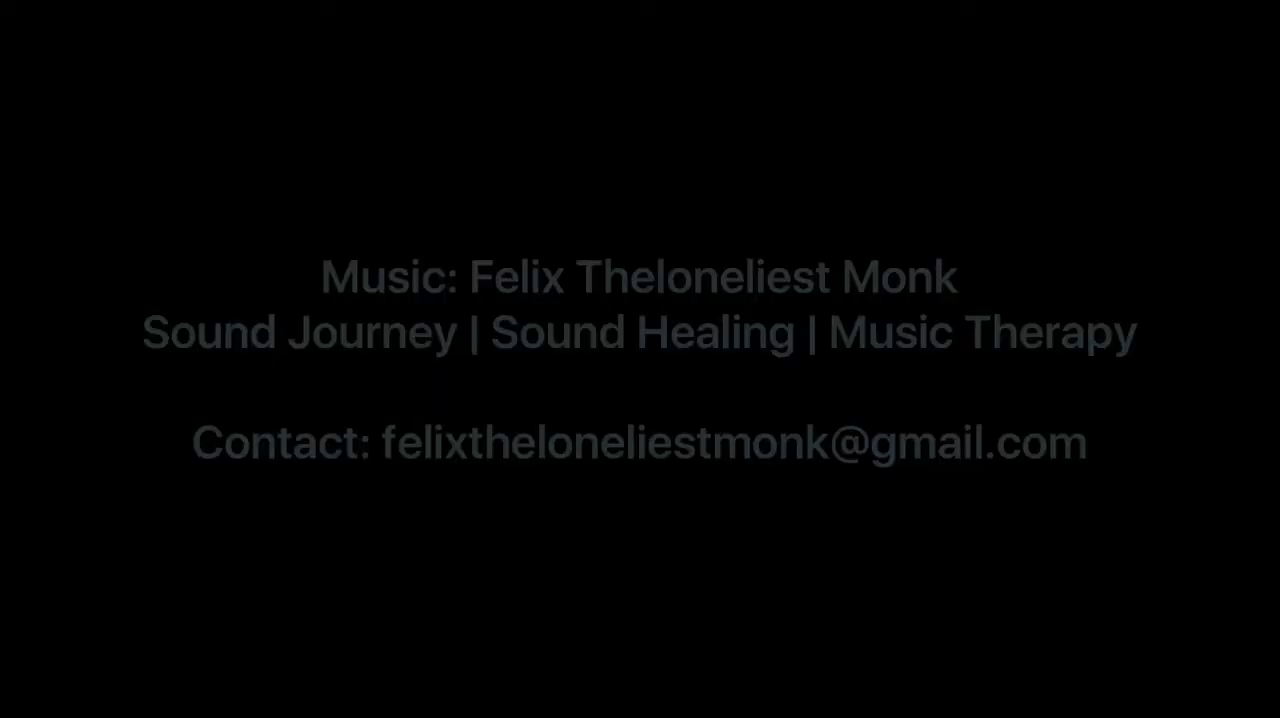 Music: Felix Theloneliest Monk
Sound Journey | Sound Healing | Music Therapy
Contact: felixtheloneliestmonk@gmail.com